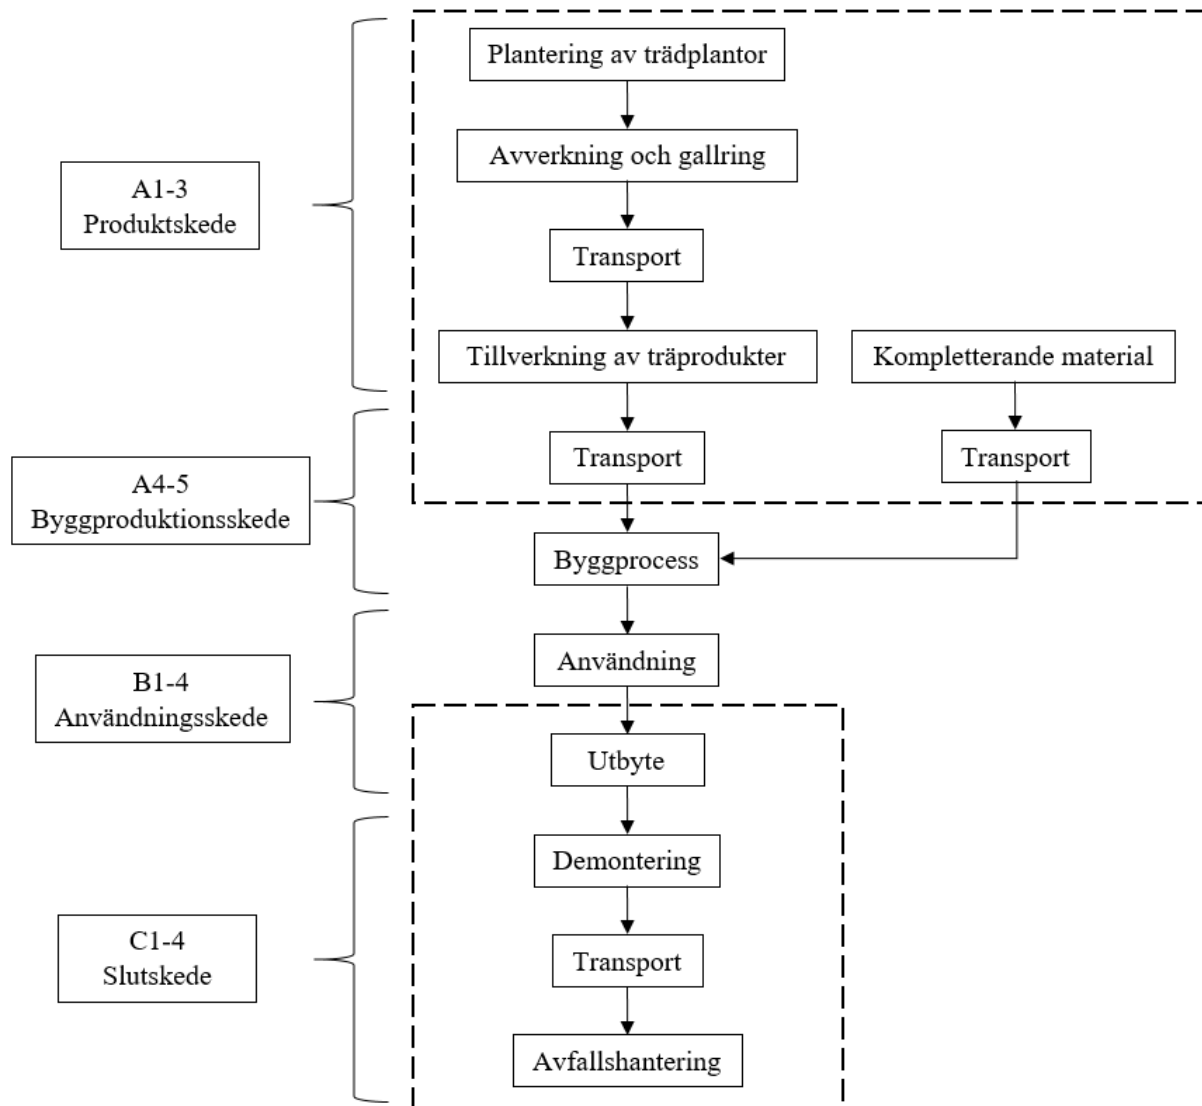 Plantering av trädplantor
Avverkning och gallring
A1-3
Produktskede
Transport
Tillverkning av träprodukter
Kompletterande material
Transport
Transport
A4-5
Byggproduktionsskede
Byggprocess
Användning
B1-4
Användningsskede
Utbyte
Demontering
C1-4
Slutskede
Transport
Avfallshantering